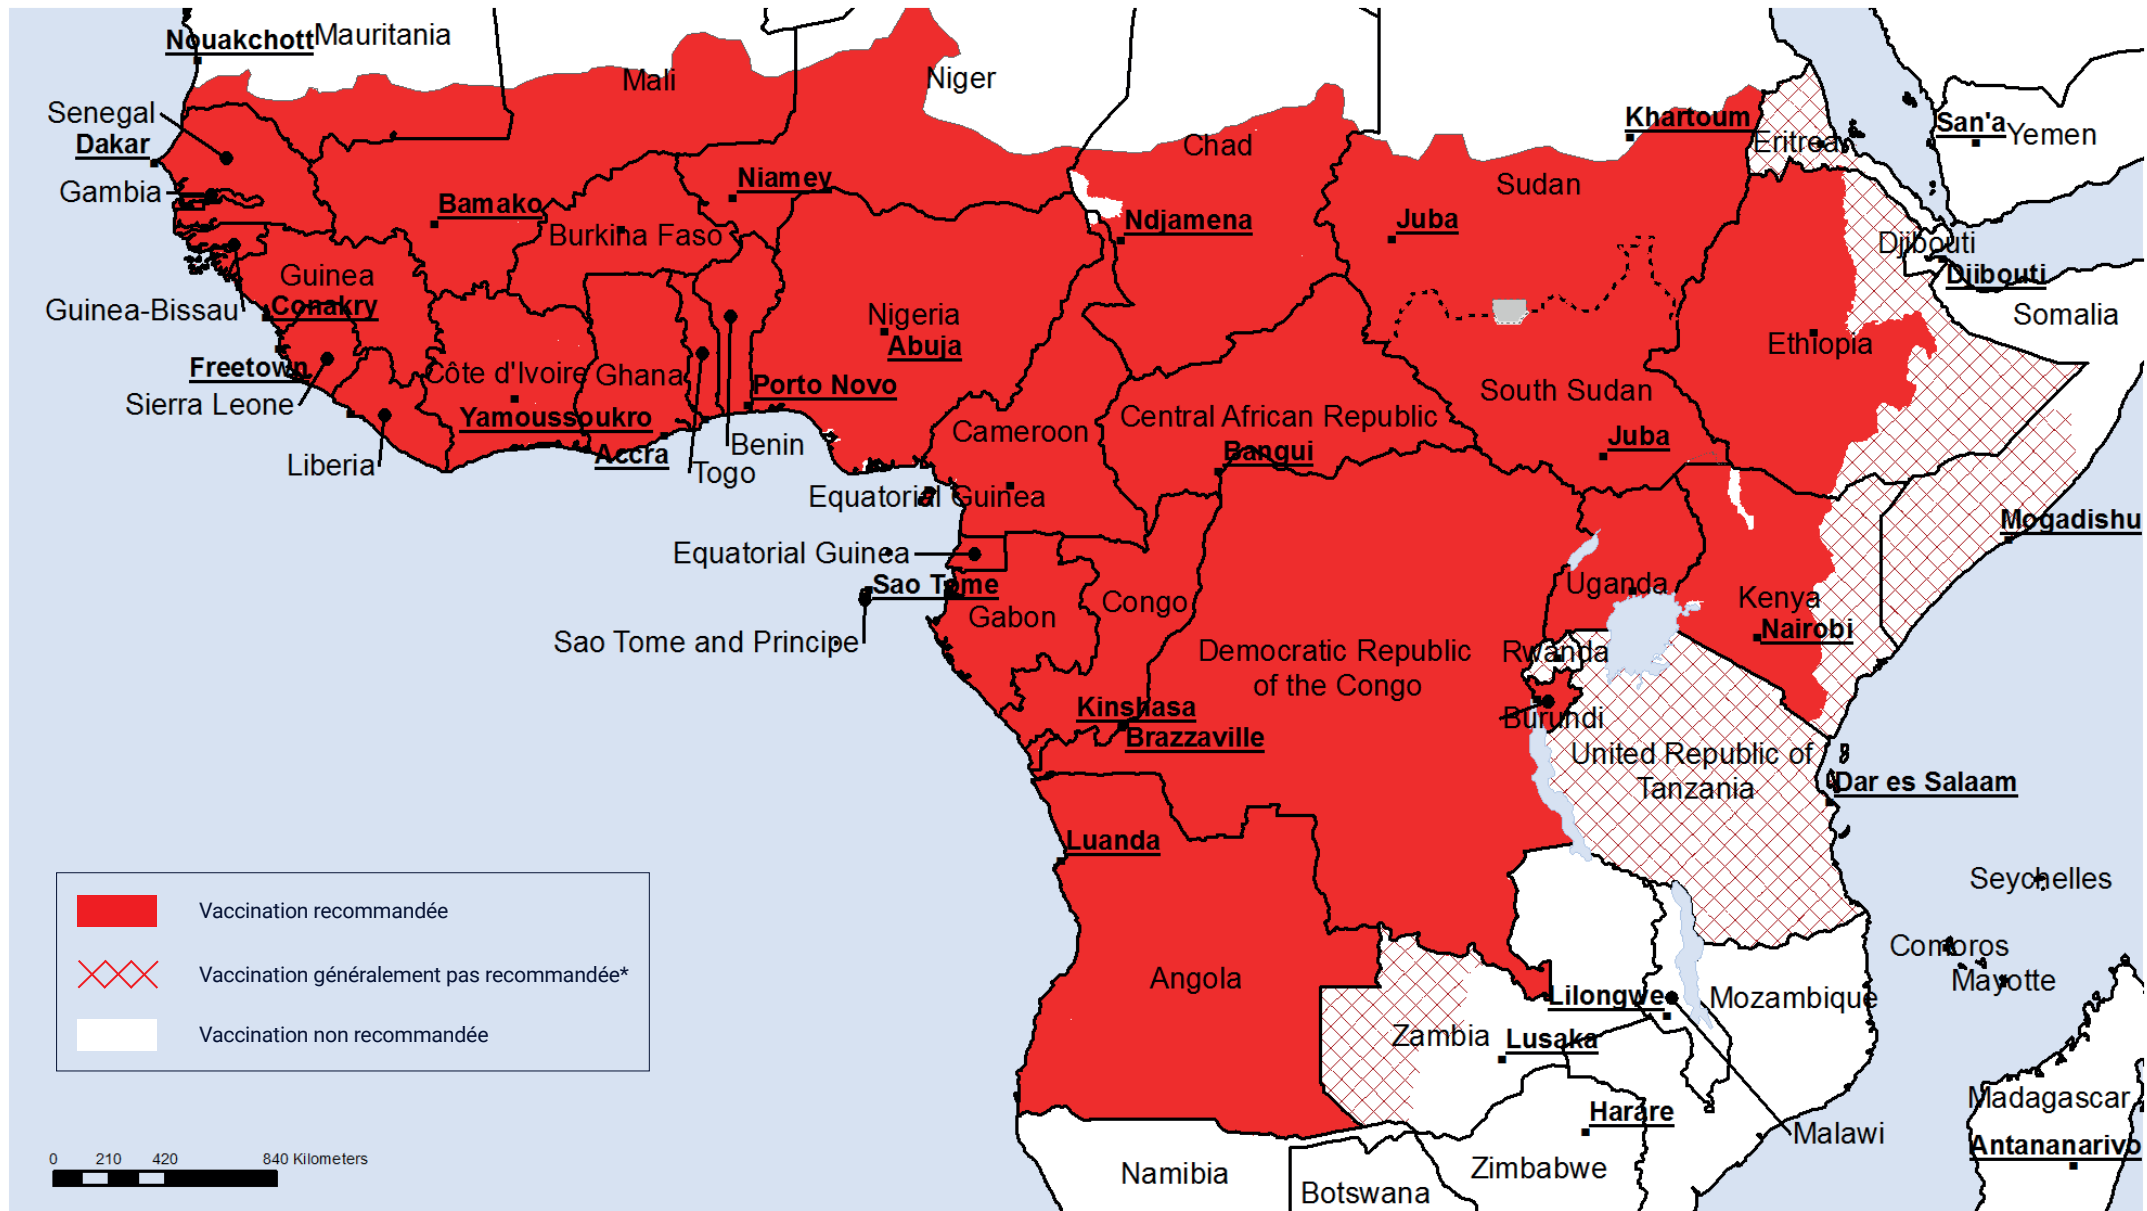 Nouakchott
Mauritania
Mali
Niger
Chad
Khartoum
Eritrea
San'a
Yemen
Senegal
Dakar
Gambia
Bamako
Niamey
Burkina Faso
Ndjamena
Juba
Sudan
Djibouti
Djibouti
Guinea
Guinea-Bissau
Conakry
Nigeria
Abuja
Somalia
Ethiopia
Freetown
Sierra Leone
Côte d'Ivoire
Ghana
Porto Novo
Yamoussoukro
Accra
Benin
Togo
Liberia
Cameroon
Central African Republic
Bangui
South Sudan
Juba
Equatorial Guinea
Mogadishu
Equatorial Guinea
Sao Tome
Sao Tome and Principe
Gabon
Congo
Uganda
Kenya
Nairobi
Democratic Republic
of the Congo
Rwanda
Burundi
Kinshasa
Brazzaville
United Republic of
Tanzania
Dar es Salaam
Luanda
Seychelles
Comoros
Mayotte
Angola
Lilongwe
Mozambique
Zambia
Lusaka
Harare
Malawi
Madagascar
Antananarivo
Namibia
Botswana
Zimbabwe
Vaccination recommandée
Vaccination généralement pas recommandée*
Vaccination non recommandée
0 210 420 840 Kilometers